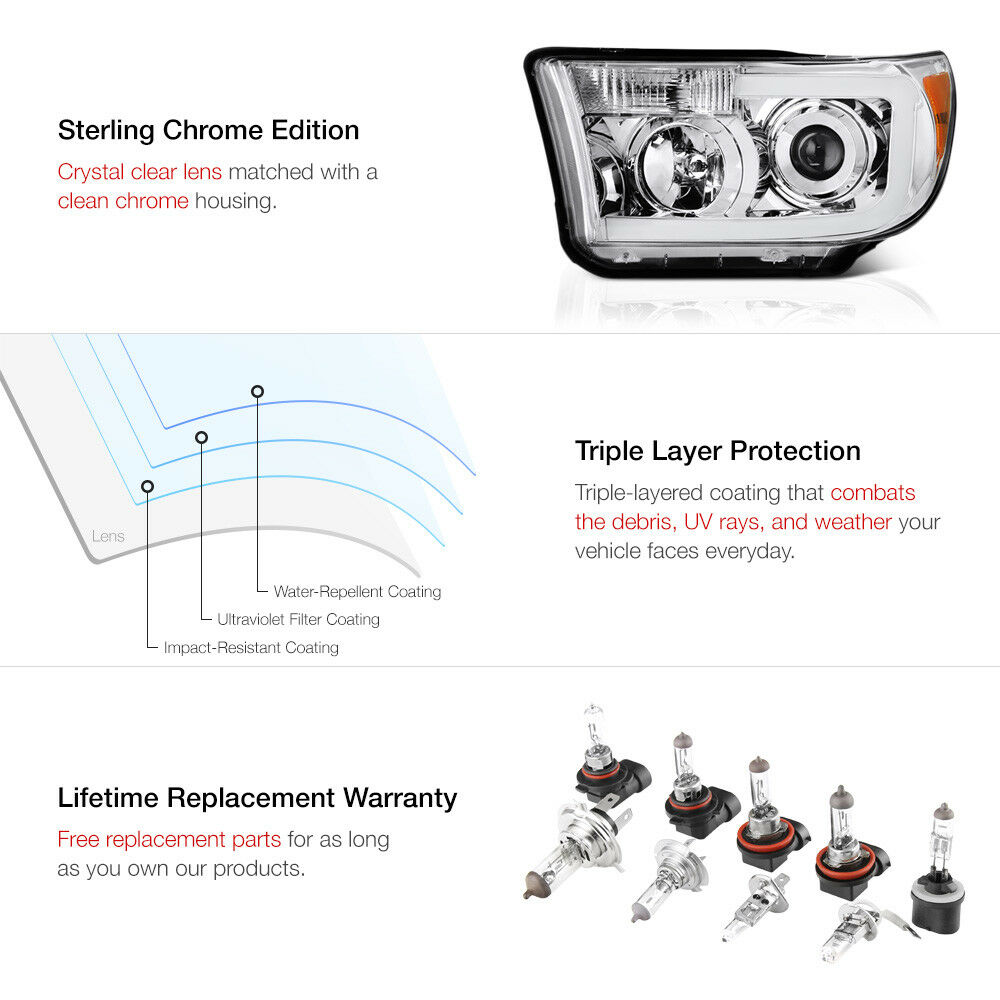 Sterling Chrome Edition
Crystal clear lens matched with a
clean chrome housing.
Lens
Water-Repellent Coating
Ultraviolet Filter Coating
Impact-Resistant Coating
Triple Layer Protection
Triple-layered coating that combats
the debris, UV rays, and weather your
vehicle faces everyday.
Lifetime Replacement Warranty
Free replacement parts for as long
as you own our products.